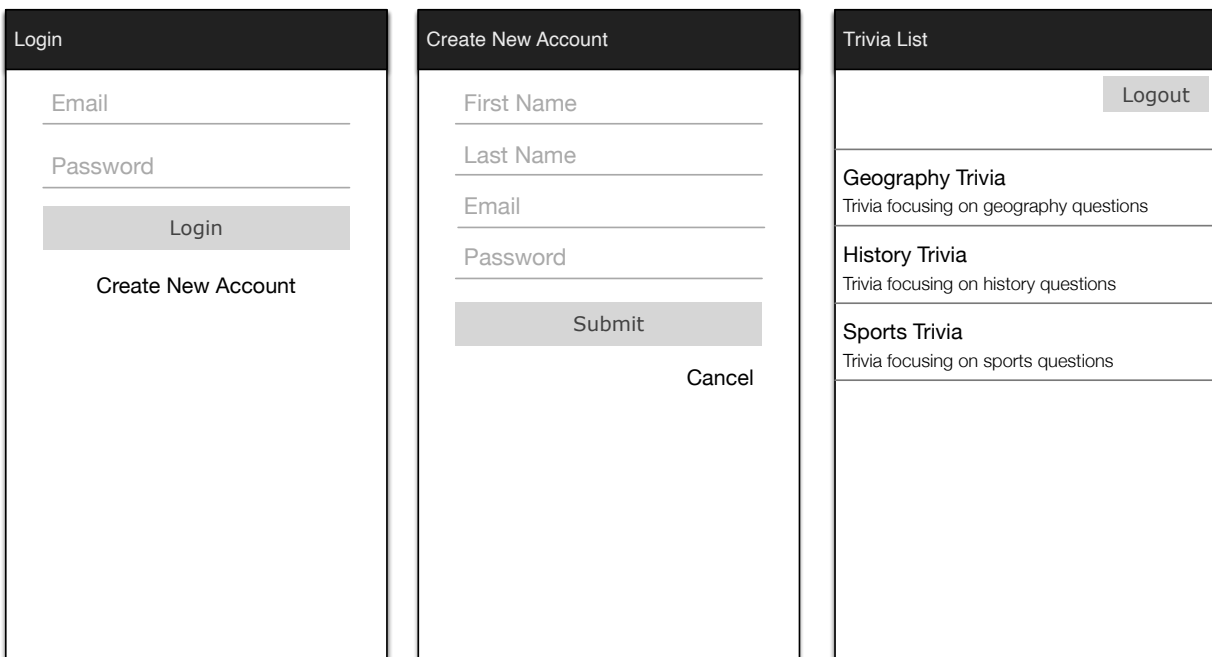 Login
Email
Password
Login
Create New Account
Create New Account
First Name
Last Name
Email
Password
Submit
Cancel
Trivia List
Logout
Geography Trivia
Trivia focusing on geography questions
History Trivia
Trivia focusing on history questions
Sports Trivia
Trivia focusing on sports questions